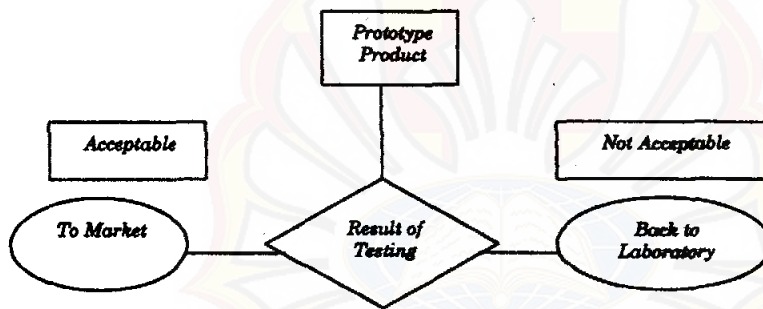 Prototype
Product
Acceptable
Not Acceptable
To Market
Result of
Testing
Back to
Laboratory